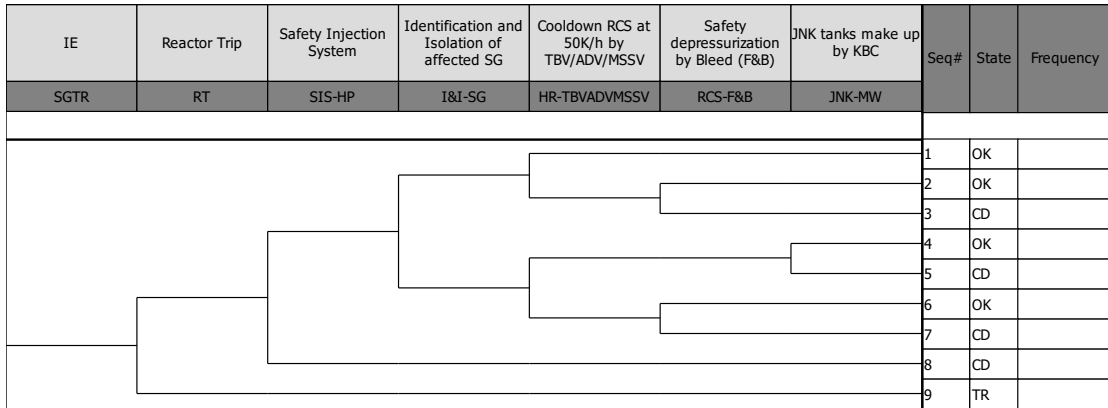 IE
Reactor Trip
Safety Injection
System
Identification and
Isolation of
affected SG
Cooldown RCS at
50K/h by
TBV/ADV/MSSV
Safety
depressurization
by Bleed (F&B)
JNK tanks make up
by KBC
Seq#
State
Frequency
SGTR
RT
SIS-HP
I&I-SG
HR-TBVADVMSSV
RCS-F&B
JNK-MW
1 OK
2 OK
3 CD
4 OK
5 CD
6 OK
7 CD
8 CD
9 TR